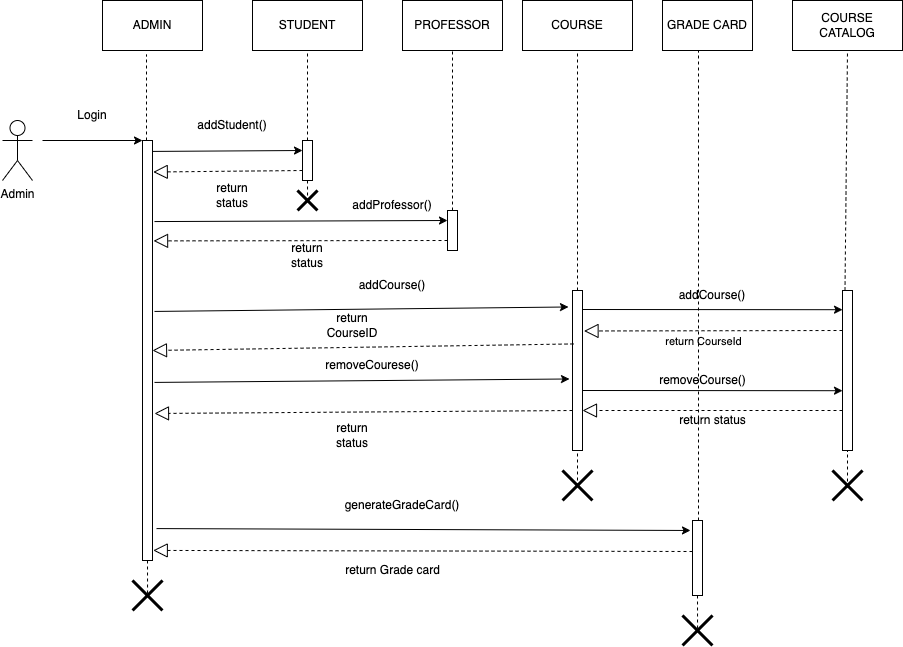 ADMIN
STUDENT
PROFESSOR
COURSE
GRADE CARD
COURSE
CATALOG
Login
addStudent()
Admin
return
status
addProfessor()
return
status
addCourse()
addCourse()
return
CourseID
return CourseId
removeCourese()
removeCourse()
return status
return
status
generateGradeCard()
return Grade card